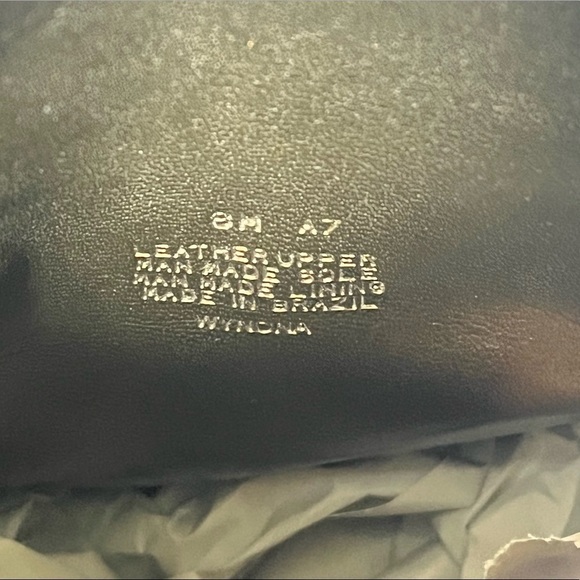 8M A7
LEATHER UPPER
MAN MADE SOLE
MAN MADE LINING
MADE IN BRAZIL
WYNONA